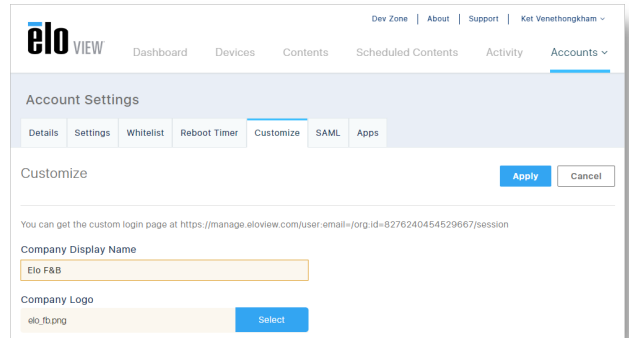 Dev Zone | About | Support | Ket Venethongkham
ēlo VIEW
Dashboard Devices Contents Scheduled Contents Activity Accounts
Account Settings
Details Settings Whitelist Reboot Timer Customize SAML Apps
Customize Apply Cancel
You can get the custom login page at https://manage.eloview.com/user:email=/org:id=8276240454529667/session
Company Display Name
Elo F&B
Company Logo
elo_fb.png Select